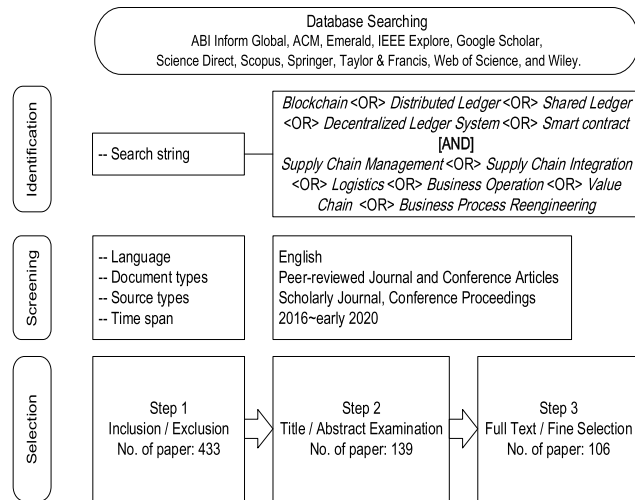 Database Searching
ABI Inform Global, ACM, Emerald, IEEE Explore, Google Scholar,
Science Direct, Scopus, Springer, Taylor & Francis, Web of Science, and Wiley.
Identification
-- Search string
Blockchain <OR> Distributed Ledger <OR> Shared Ledger
<OR> Decentralized Ledger System <OR> Smart contract
[AND]
Supply Chain Management <OR> Supply Chain Integration
<OR> Logistics <OR> Business Operation <OR> Value
Chain <OR> Business Process Reengineering
Screening
-- Language
-- Document types
-- Source types
-- Time span
English
Peer-reviewed Journal and Conference Articles
Scholarly Journal, Conference Proceedings
2016~early 2020
Selection
Step 1
Inclusion / Exclusion
No. of paper: 433
Step 2
Title / Abstract Examination
No. of paper: 139
Step 3
Full Text / Fine Selection
No. of paper: 106